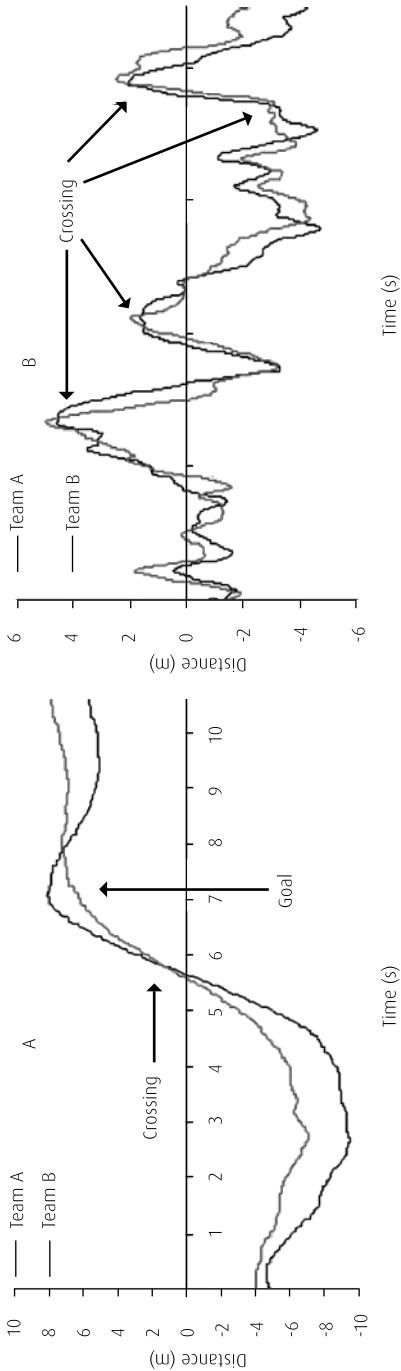 A
Team A
Team B
10
8
6
4
2
0
-2
-4
-6
-8
-10
Distance (m)
1
2
3
4
5
6
7
8
9
10
Crossing
Goal
Time (s)
B
Team A
Team B
6
4
2
0
-2
-4
-6
Distance (m)
Crossing
Time (s)